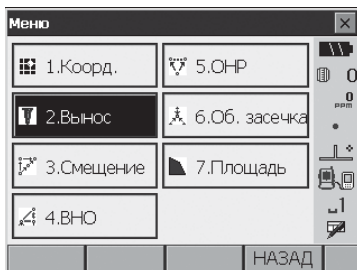 Меню
1.Коорд.
5.ОНР
2.Вынос
6.Об. засечка
3.Смещение
7.Площадь
4.ВНО
0
0
ppm
1
НАЗАД